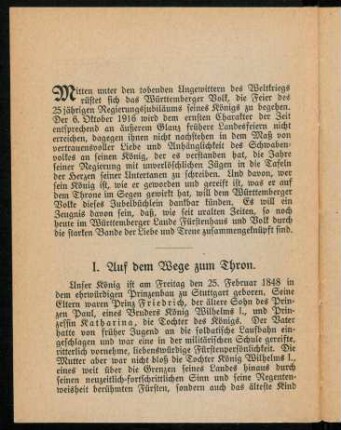 Mitten unter den tobenden Ungewittern des Weltkriegs
rüstet sich das Württemberger Volk, die Feier des
25jährigen Regierungsjubiläums seines Königs zu begehen.
Der 6. Oktober 1916 wird dem ernsten Charakter der Zeit
entsprechend an äußerem Glanz frühere Landesfeiern nicht
erreichen, dagegen ihnen nicht nachstehen in dem Maß von
vertrauensvoller Liebe und Anhänglichkeit des Schwaben-
volkes an seinen König, der es verstanden hat, die Jahre
seiner Regierung mit unverlöschlichen Zügen in die Tafeln
der Herzen seiner Untertanen zu schreiben. Und davon, wer
sein König ist, wie er geworden und gereift ist, was er auf
dem Throne im Segen gewirkt hat, will dem Württemberger
Volke dieses Jubelbüchlein dankbar künden. Es will ein
Zeugnis davon sein, daß, wie seit uralten Zeiten, so noch
heute im Württemberger Lande Fürstenhaus und Volk durch
die starken Bande der Liebe und Treue zusammengeknüpft sind.
I. Auf dem Wege zum Thron.
Unser König ist am Freitag den 25. Februar 1848 in
dem ehrwürdigen Prinzenbau zu Stuttgart geboren. Seine
Eltern waren Prinz Friedrich, der ältere Sohn des Prin-
zen Paul, eines Bruders König Wilhelms I., und Prin-
zessin Katharina, die Tochter des Königs. Der Vater
hatte von früher Jugend an die soldatische Laufbahn ein-
geschlagen und war eine in der militärischen Schule gereifte,
ritterlich vornehme, liebenswürdige Fürstenpersönlichkeit. Die
Mutter aber war nicht bloß die Tochter König Wilhelms I.,
eines weit über die Grenzen seines Landes hinaus durch
seinen neuzeitlich-fortschrittlichen Sinn und seine Regenten-
weisheit berühmten Fürsten, sondern auch das älteste Kind